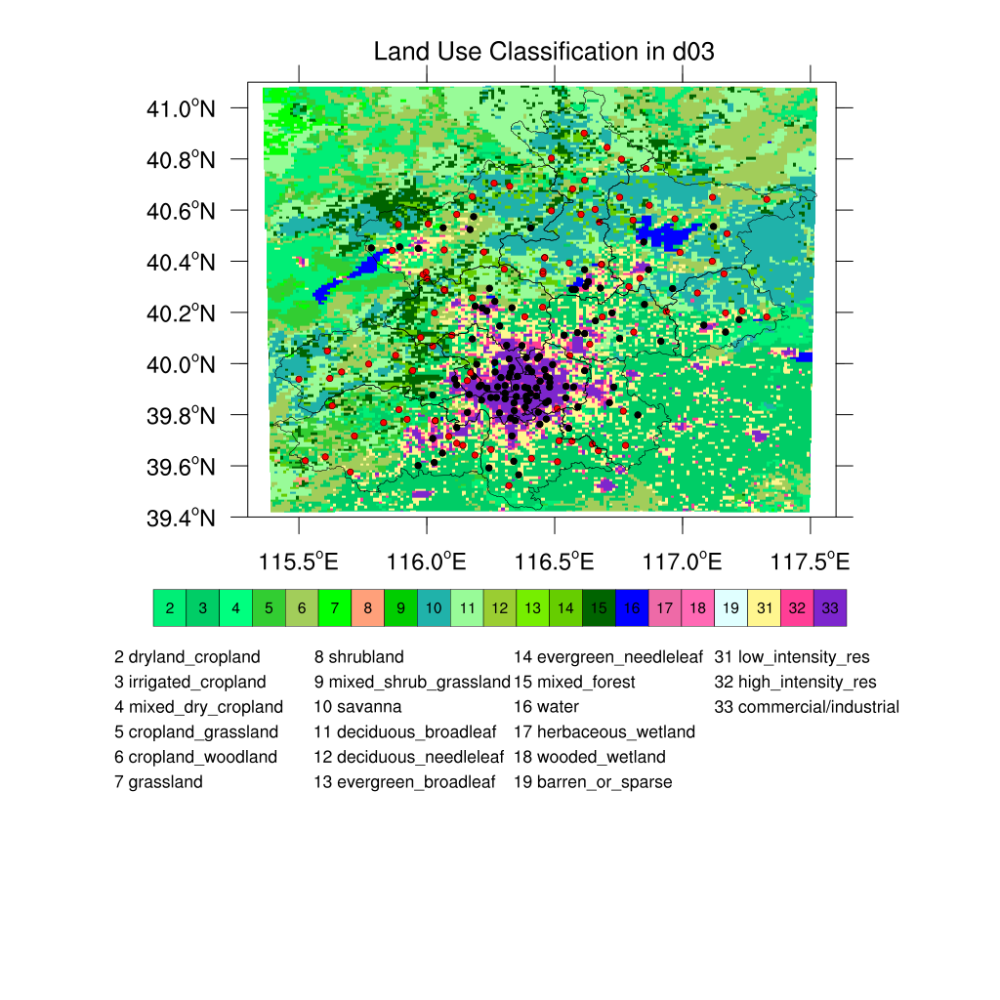 Land Use Classification in d03
41.0°N
40.8°N
40.6°N
40.4°N
40.2°N
40.0°N
39.8°N
39.6°N
39.4°N
115.5°E 116.0°E 116.5°E 117.0°E 117.5°E
2 3 4 5 6 7 8 9 10 11 12 13 14 15 16 17 18 19 31 32 33
2 dryland_cropland 8 shrubland 14 evergreen_needleleaf 31 low_intensity_res
3 irrigated_cropland 9 mixed_shrub_grassland 15 mixed_forest 32 high_intensity_res
4 mixed_dry_cropland 10 savanna 16 water 33 commercial/industrial
5 cropland_grassland 11 deciduous_broadleaf 17 herbaceous_wetland
6 cropland_woodland 12 deciduous_needleleaf 18 wooded_wetland
7 grassland 13 evergreen_broadleaf 19 barren_or_sparse